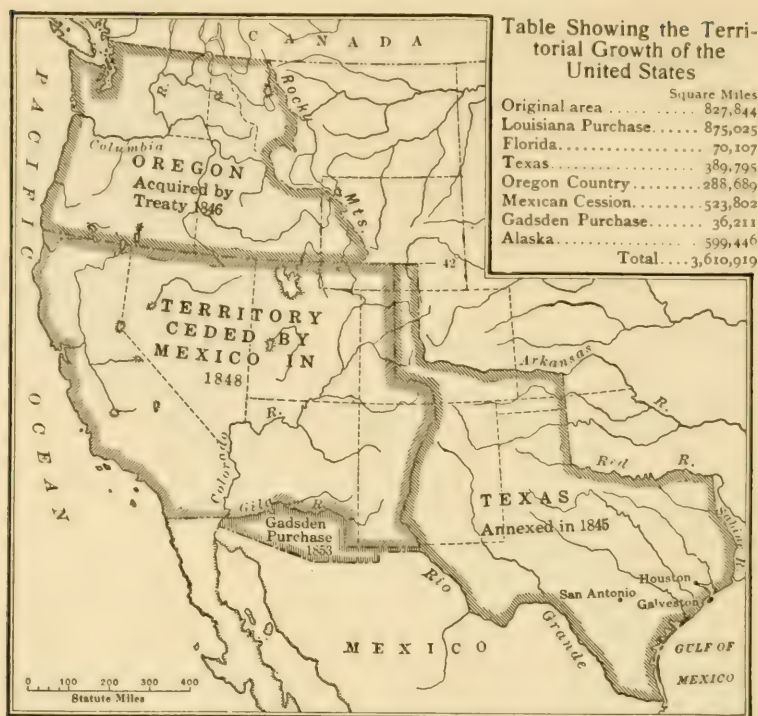 Table Showing the Terri-
torial Growth of the
United States
Square Miles
Original area .......... 827,844
Louisiana Purchase...... 875,025
Florida................. 70,107
Texas................... 389,795
Oregon Country.......... 288,689
Mexican Cession......... 523,802
Gadsden Purchase........ 36,211
Alaska.................. 599,446
Total.... 3,610,919
CANADA
PACIFIC
OCEAN
Rocky
Mts.
R.
Columbia
OREGON
Acquired by
Treaty 1846
42
TERRITORY
CEDED BY
MEXICO IN
1848
Arkansas
R.
R.
Colorado
Red R.
Gila R.
Gadsden
Purchase
1853
TEXAS
Annexed in 1845
Sabine R.
Rio
Grande
Houston
San Antonio
Galveston
MEXICO
GULF OF
MEXICO
0 100 200 300 400
Statute Miles